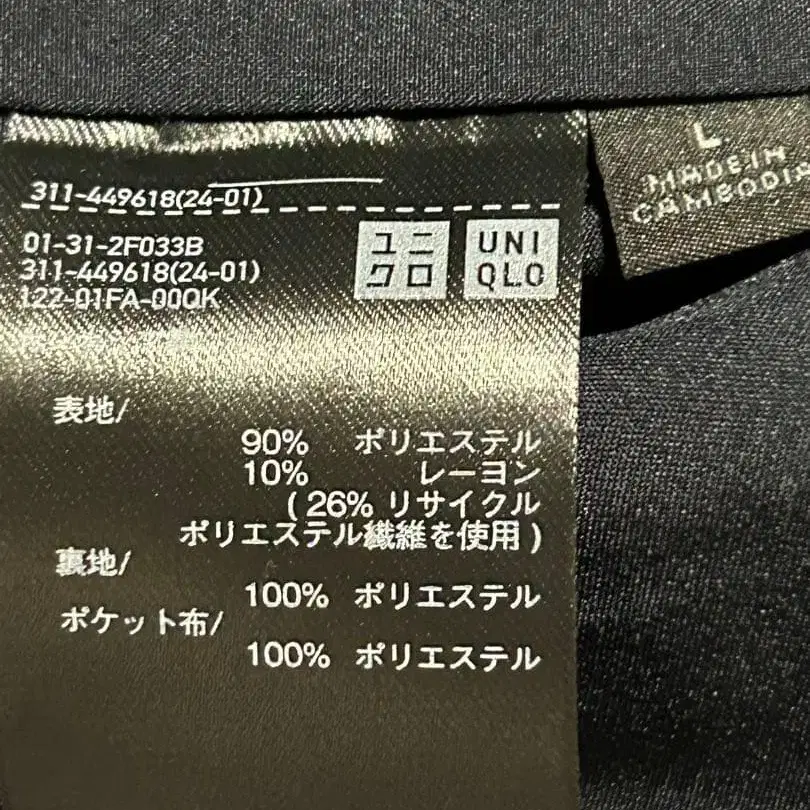 311-449618(24-01)
01-31-2F033B
311-449618(24-01)
122-01FA-00QK
ユニ
クロ
UNI
QLO
L
MADE IN
CAMBODIA
表地/
90% ポリエステル
10% レーヨン
( 26% リサイクル
ポリエステル繊維を使用 )
裏地/
100% ポリエステル
ポケット布/
100% ポリエステル